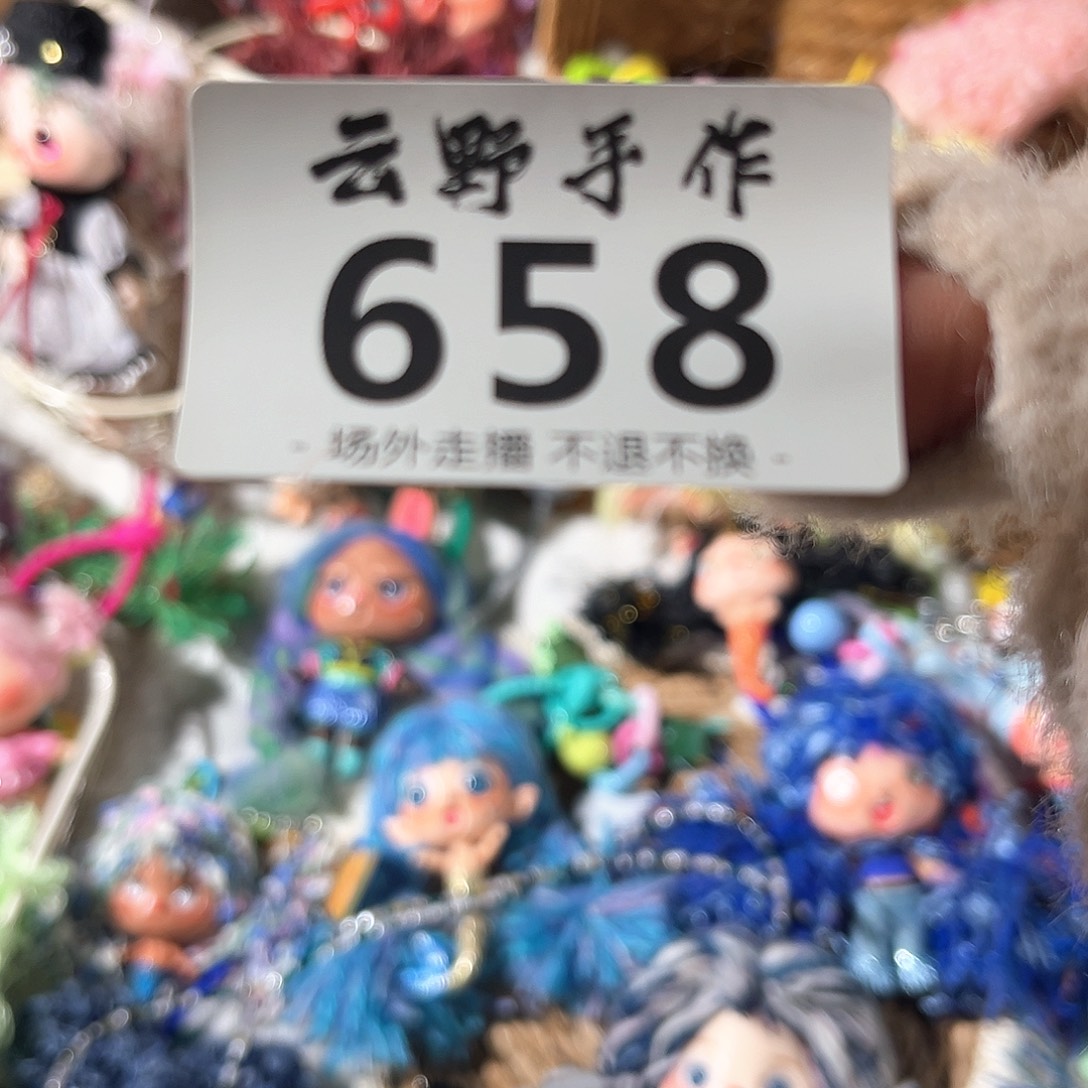 云野手作
658
- 场外走播 不退不换 -